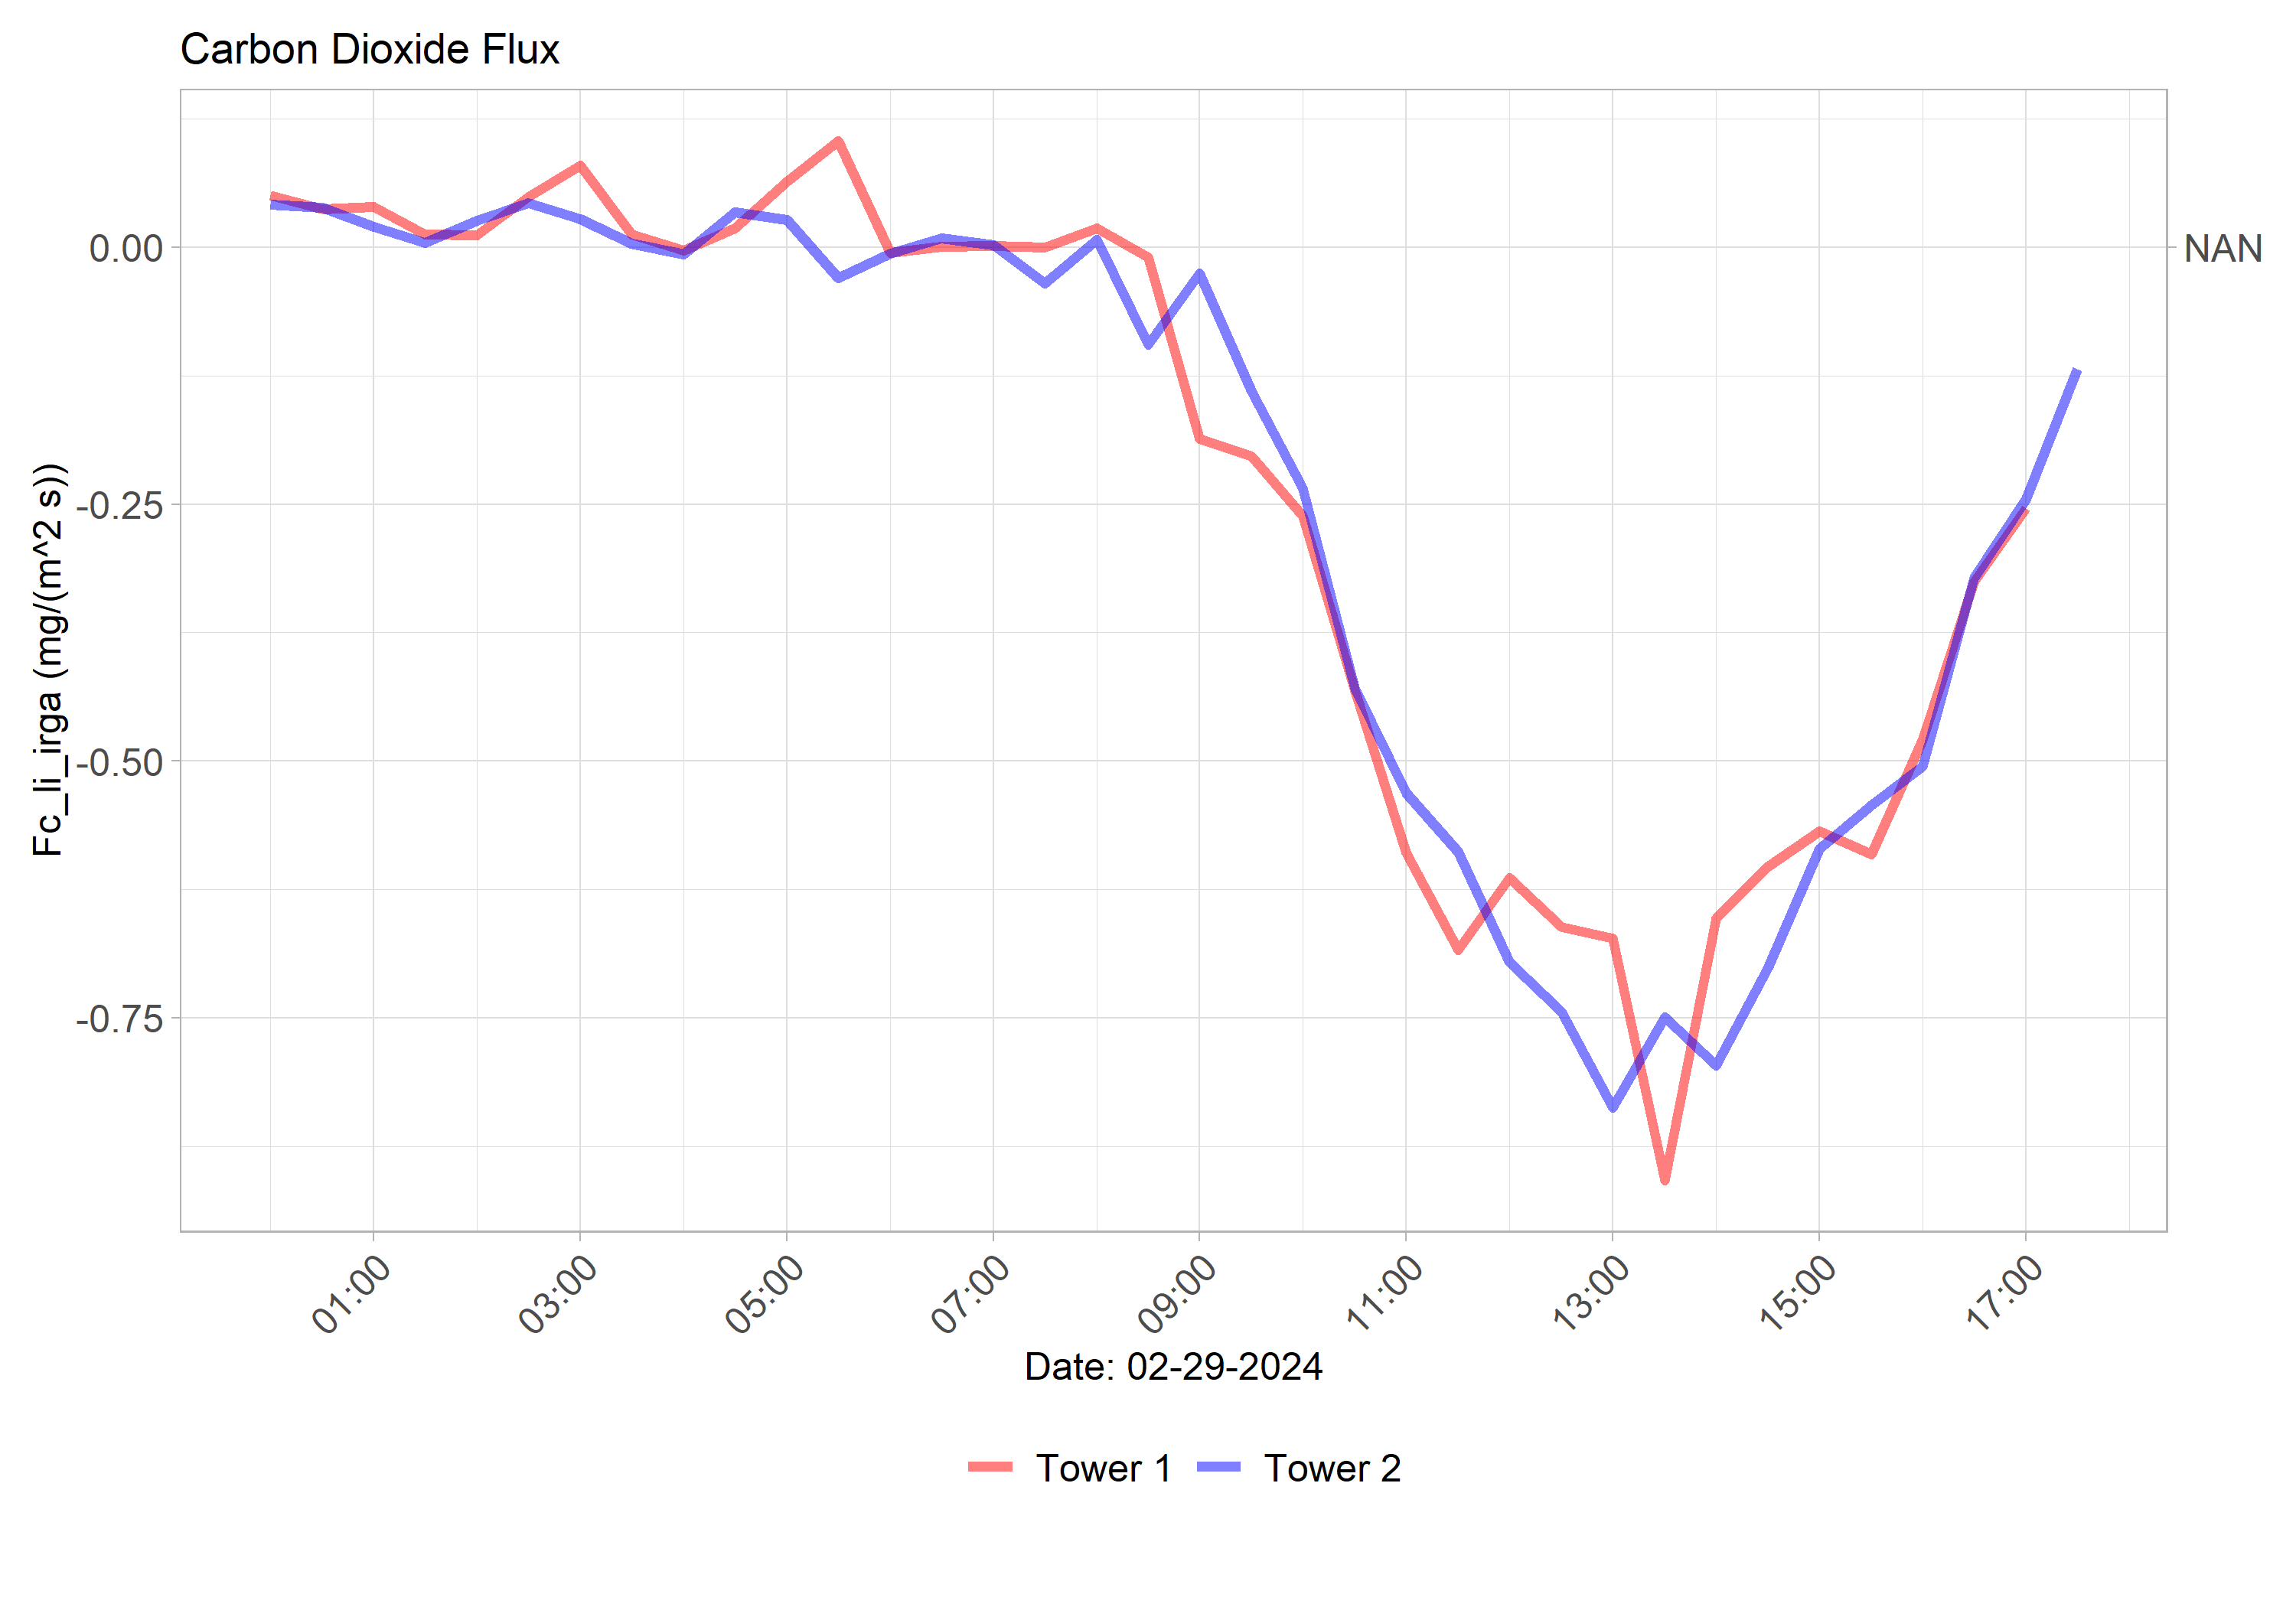 Carbon Dioxide Flux
Fc_li_irga (mg/(m^2 s))
0.00
-0.25
-0.50
-0.75
NAN
01:00
03:00
05:00
07:00
09:00
11:00
13:00
15:00
17:00
Date: 02-29-2024
Tower 1
Tower 2